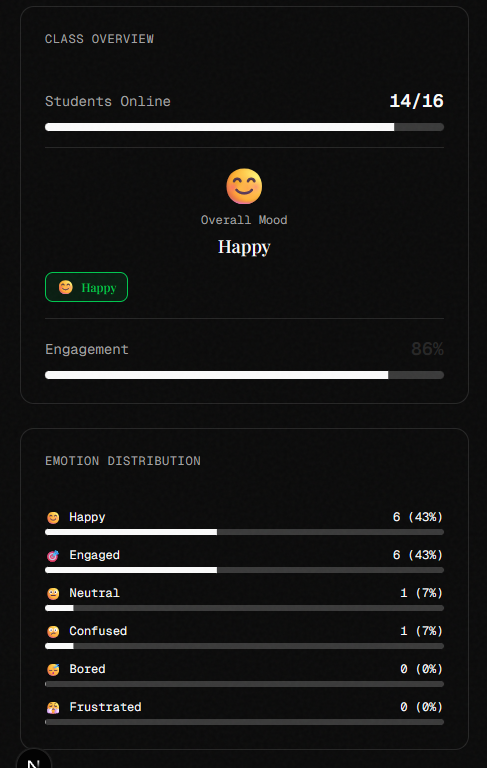 CLASS OVERVIEW
Students Online 14/16
Overall Mood
Happy
Happy
Engagement 86%
EMOTION DISTRIBUTION
Happy 6 (43%)
Engaged 6 (43%)
Neutral 1 (7%)
Confused 1 (7%)
Bored 0 (0%)
Frustrated 0 (0%)
N